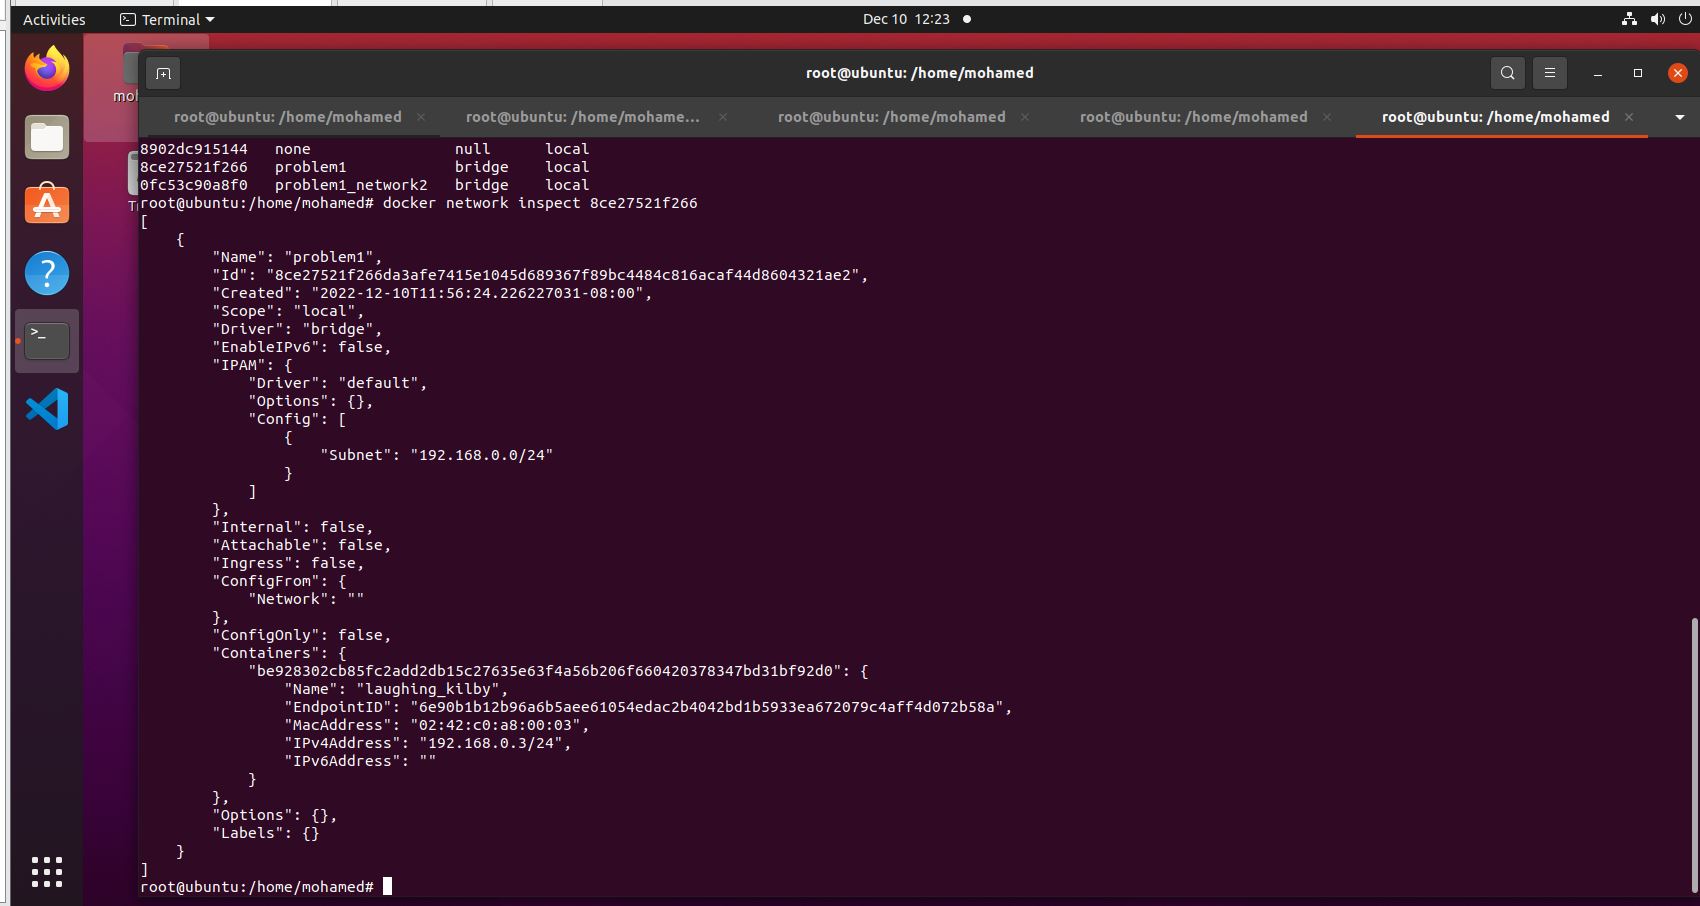 Activities
Terminal
Dec 10 12:23
root@ubuntu: /home/mohamed
root@ubuntu: /home/mohamed
root@ubuntu: /home/mohame...
root@ubuntu: /home/mohamed
root@ubuntu: /home/mohamed
root@ubuntu: /home/mohamed
8902dc915144   none               null      local
8ce27521f266   problem1           bridge    local
0fc53c90a8f0   problem1_network2   bridge    local
root@ubuntu:/home/mohamed# docker network inspect 8ce27521f266
[
    {
        "Name": "problem1",
        "Id": "8ce27521f266da3afe7415e1045d689367f89bc4484c816acaf44d8604321ae2",
        "Created": "2022-12-10T11:56:24.226227031-08:00",
        "Scope": "local",
        "Driver": "bridge",
        "EnableIPv6": false,
        "IPAM": {
            "Driver": "default",
            "Options": {},
            "Config": [
                {
                    "Subnet": "192.168.0.0/24"
                }
            ]
        },
        "Internal": false,
        "Attachable": false,
        "Ingress": false,
        "ConfigFrom": {
            "Network": ""
        },
        "ConfigOnly": false,
        "Containers": {
            "be928302cb85fc2add2db15c27635e63f4a56b206f660420378347bd31bf92d0": {
                "Name": "laughing_kilby",
                "EndpointID": "6e90b1b12b96a6b5aee61054edac2b4042bd1b5933ea672079c4aff4d072b58a",
                "MacAddress": "02:42:c0:a8:00:03",
                "IPv4Address": "192.168.0.3/24",
                "IPv6Address": ""
            }
        },
        "Options": {},
        "Labels": {}
    }
]
root@ubuntu:/home/mohamed#